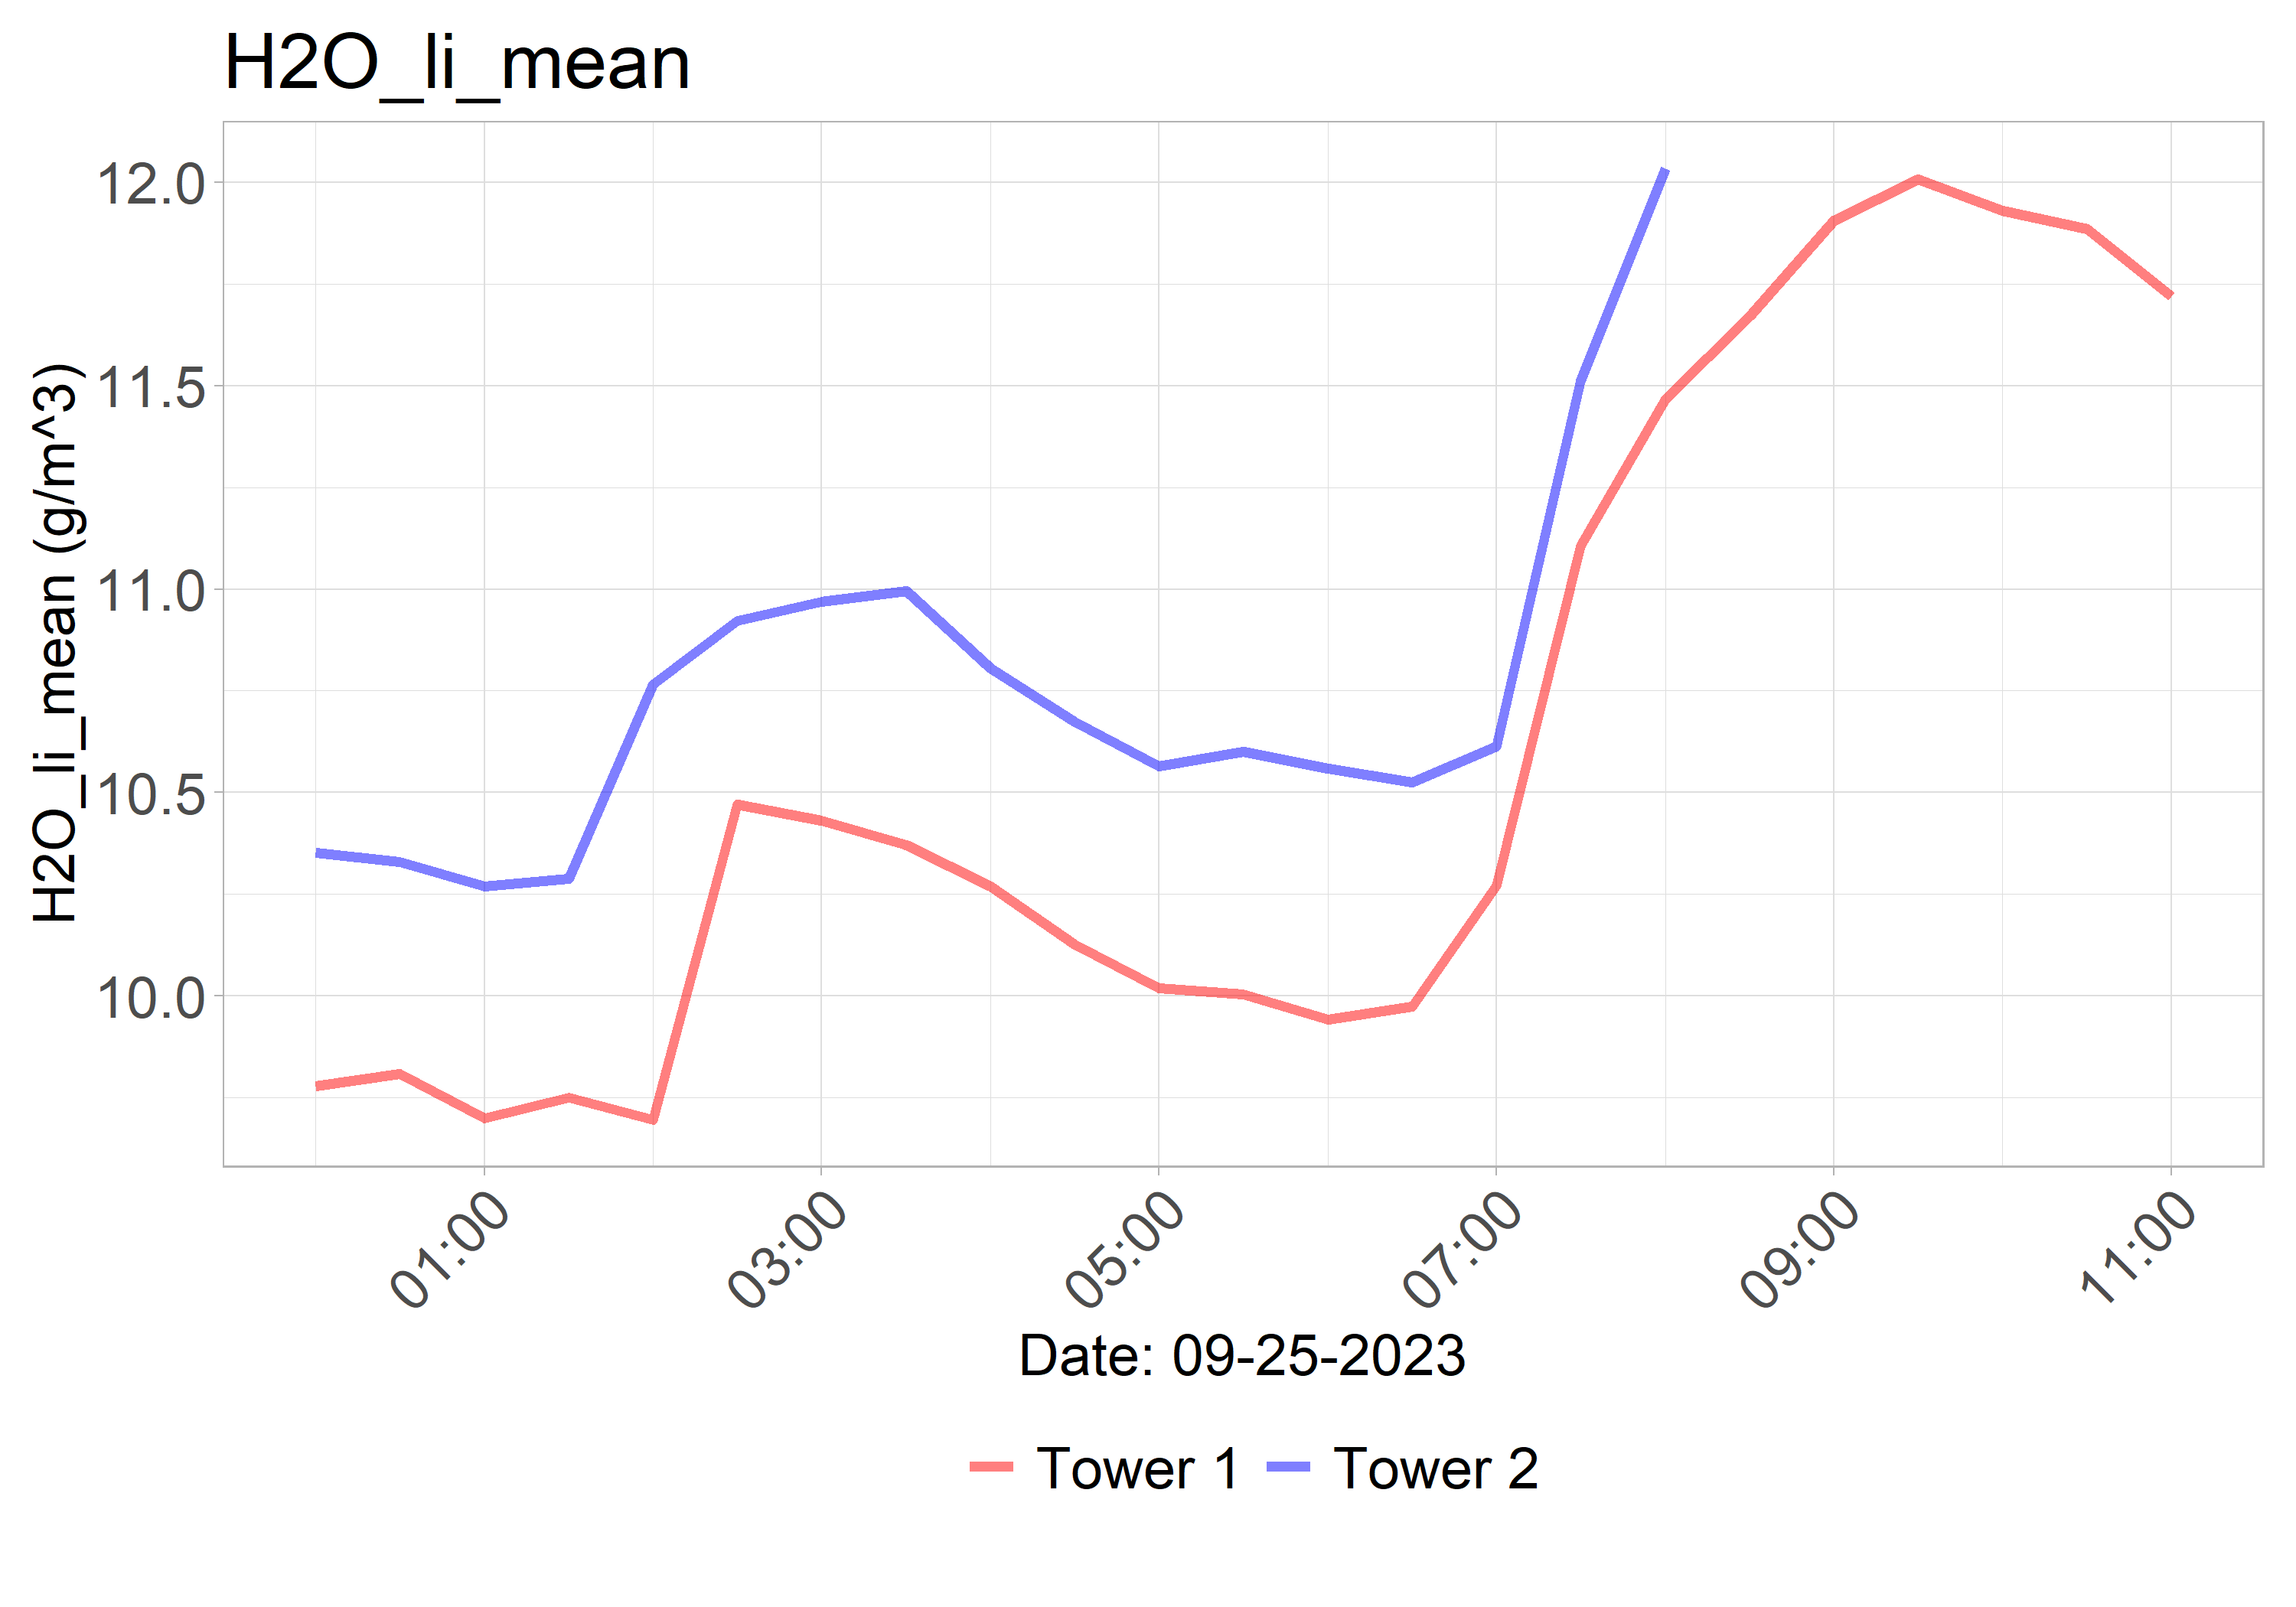 H2O_li_mean
H2O_li_mean (g/m^3)
12.0
11.5
11.0
10.5
10.0
01:00
03:00
05:00
07:00
09:00
11:00
Date: 09-25-2023
Tower 1
Tower 2